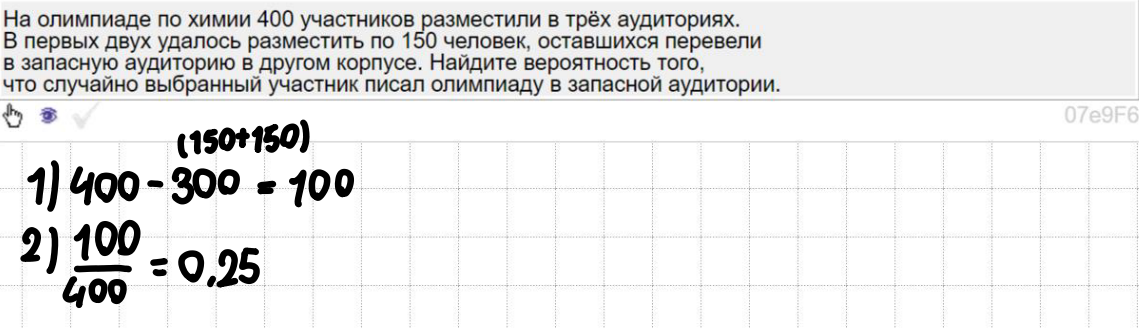 На олимпиаде по химии 400 участников разместили в трёх аудиториях.
В первых двух удалось разместить по 150 человек, оставшихся перевели
в запасную аудиторию в другом корпусе. Найдите вероятность того,
что случайно выбранный участник писал олимпиаду в запасной аудитории.
07e9F6
(150+150)
1) 400 - 300 = 100
2) 100/400 = 0,25